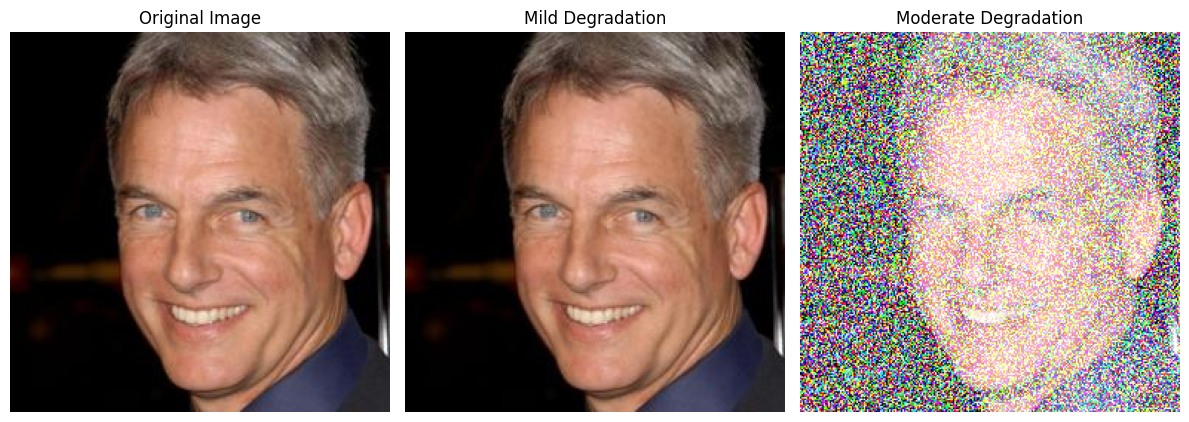 Original Image
Mild Degradation
Moderate Degradation